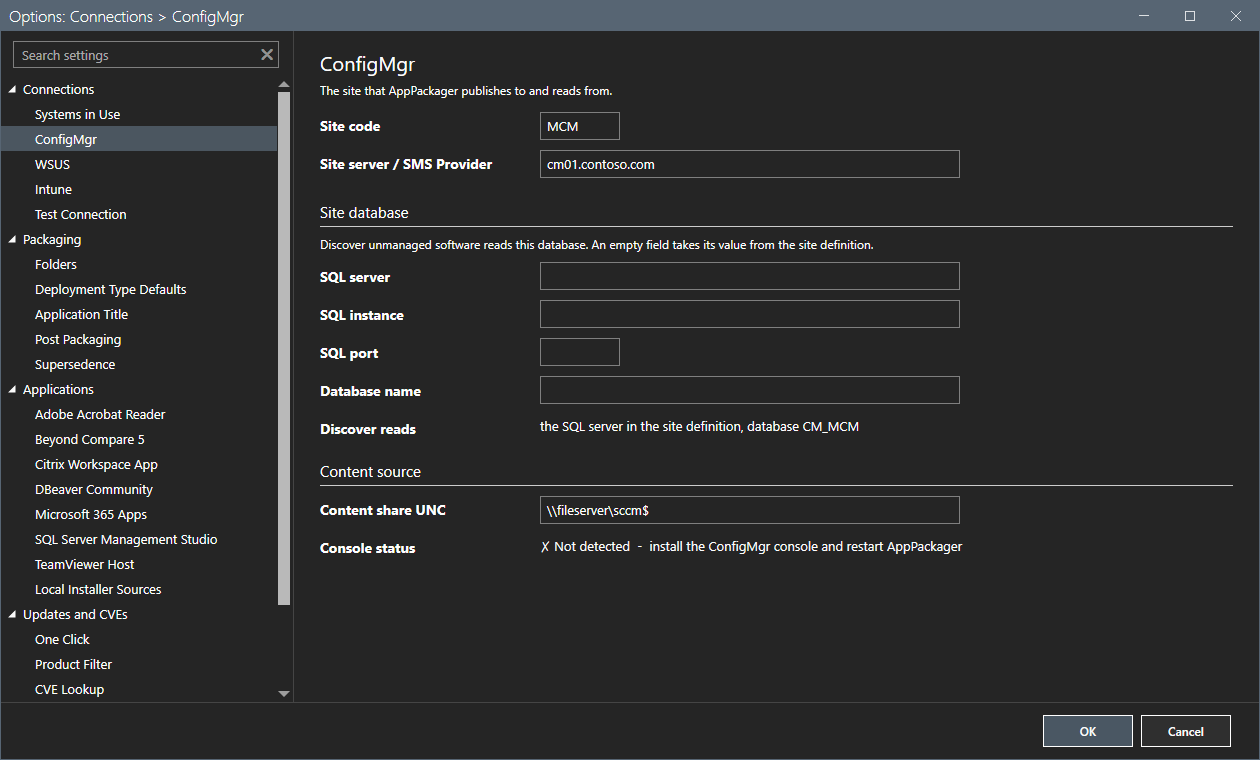 Options: Connections > ConfigMgr
Search settings
Connections
Systems in Use
ConfigMgr
WSUS
Intune
Test Connection
Packaging
Folders
Deployment Type Defaults
Application Title
Post Packaging
Supersedence
Applications
Adobe Acrobat Reader
Beyond Compare 5
Citrix Workspace App
DBeaver Community
Microsoft 365 Apps
SQL Server Management Studio
TeamViewer Host
Local Installer Sources
Updates and CVEs
One Click
Product Filter
CVE Lookup
ConfigMgr
The site that AppPackager publishes to and reads from.
Site code MCM
Site server / SMS Provider cm01.contoso.com
Site database
Discover unmanaged software reads this database. An empty field takes its value from the site definition.
SQL server
SQL instance
SQL port
Database name
Discover reads the SQL server in the site definition, database CM_MCM
Content source
Content share UNC \\fileserver\sccm$
Console status ✗ Not detected - install the ConfigMgr console and restart AppPackager
OK Cancel